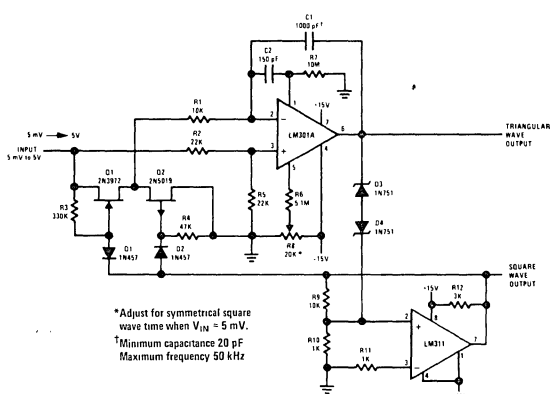 C1
1000 pF†
C2
150 pF
R7
10M
R1
10K
-15V
5 mV → 5V
INPUT
5 mV to 5V
R2
22K
2
3
1
7
LM301A
6
4
5
TRIANGULAR
WAVE
OUTPUT
Q1
2N3972
Q2
2N5019
R3
330K
R4
47K
R5
22K
R6
5.1M
R8
20K *
-15V
D3
1N751
D4
1N751
D1
1N457
D2
1N457
SQUARE
WAVE
OUTPUT
R9
10K
-15V
R12
3K
8
2
LM311
7
R10
1K
R11
1K
3
4
1
*Adjust for symmetrical square
wave time when VIN = 5 mV.
†Minimum capacitance 20 pF
Maximum frequency 50 kHz